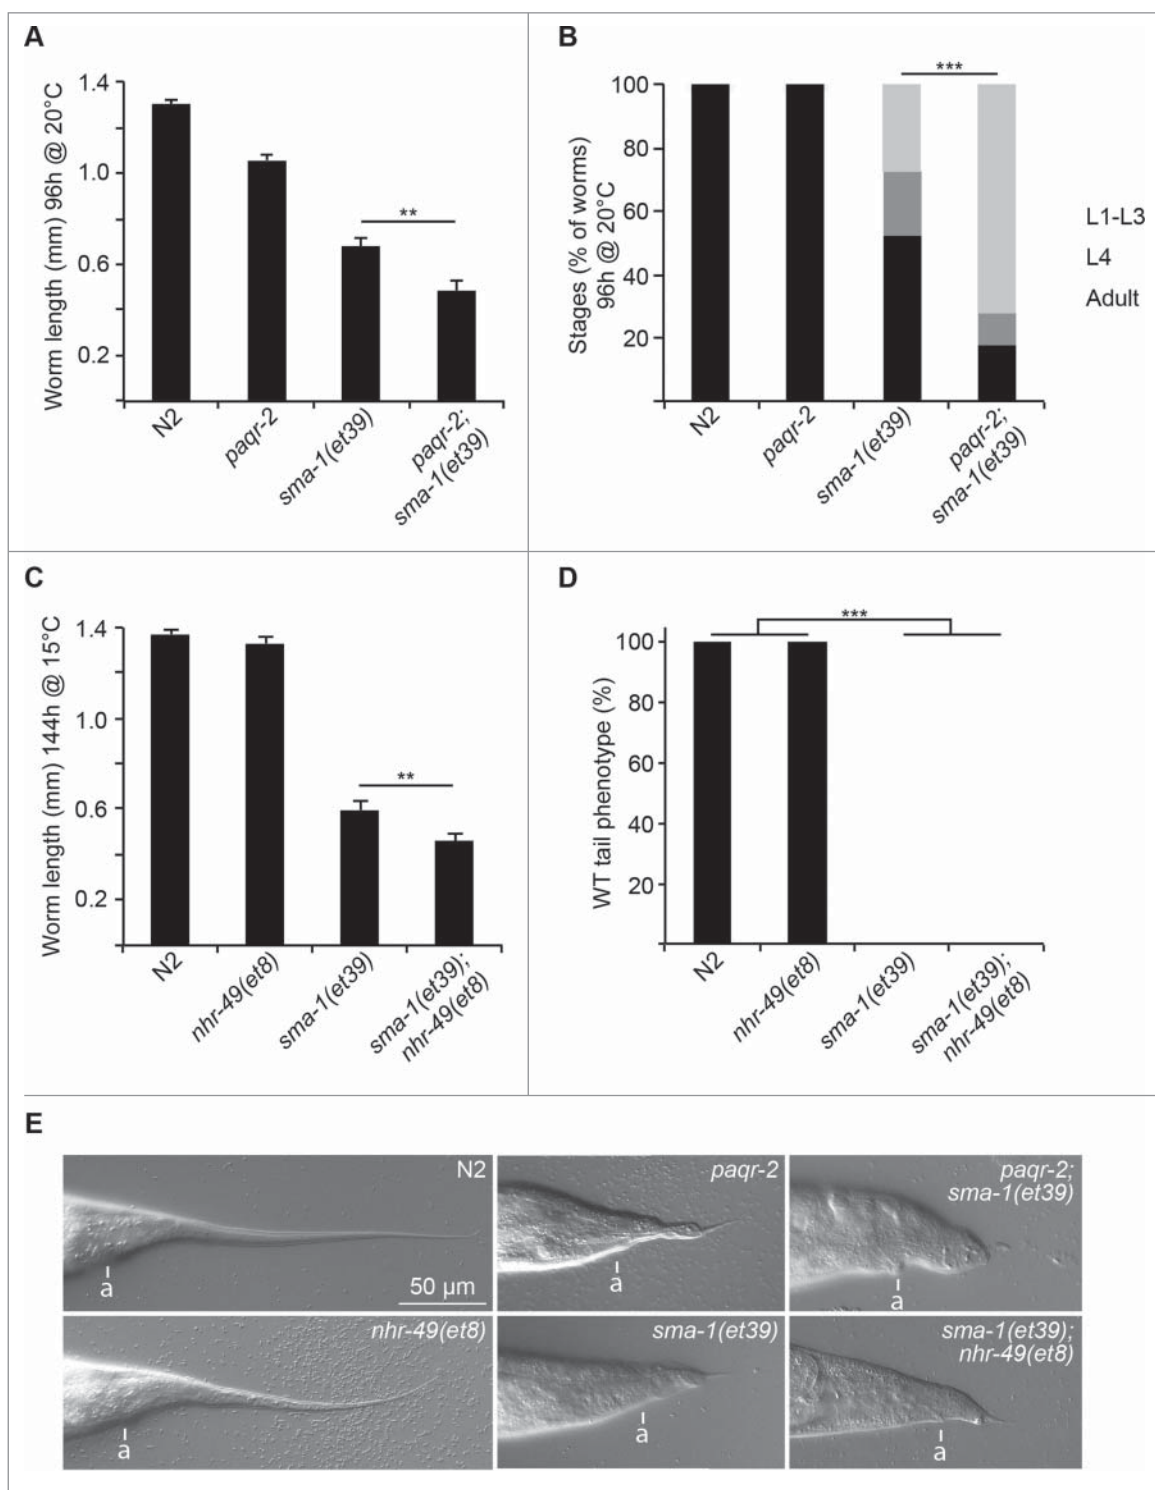 A
Worm length (mm) 96h @ 20°C
1.4
1.0
0.6
0.2
**
N2
paqr-2
sma-1(et39)
paqr-2;
sma-1(et39)
B
Stages (% of worms)
96h @ 20°C
100
80
60
40
20
***
L1-L3
L4
Adult
N2
paqr-2
sma-1(et39)
paqr-2;
sma-1(et39)
C
Worm length (mm) 144h @ 15°C
1.4
1.0
0.6
0.2
**
N2
nhr-49(et8)
sma-1(et39)
sma-1(et39);
nhr-49(et8)
D
WT tail phenotype (%)
100
80
60
40
20
***
N2
nhr-49(et8)
sma-1(et39)
sma-1(et39);
nhr-49(et8)
E
N2
a
50 µm
paqr-2
a
paqr-2;
sma-1(et39)
a
nhr-49(et8)
a
sma-1(et39)
a
sma-1(et39);
nhr-49(et8)
a